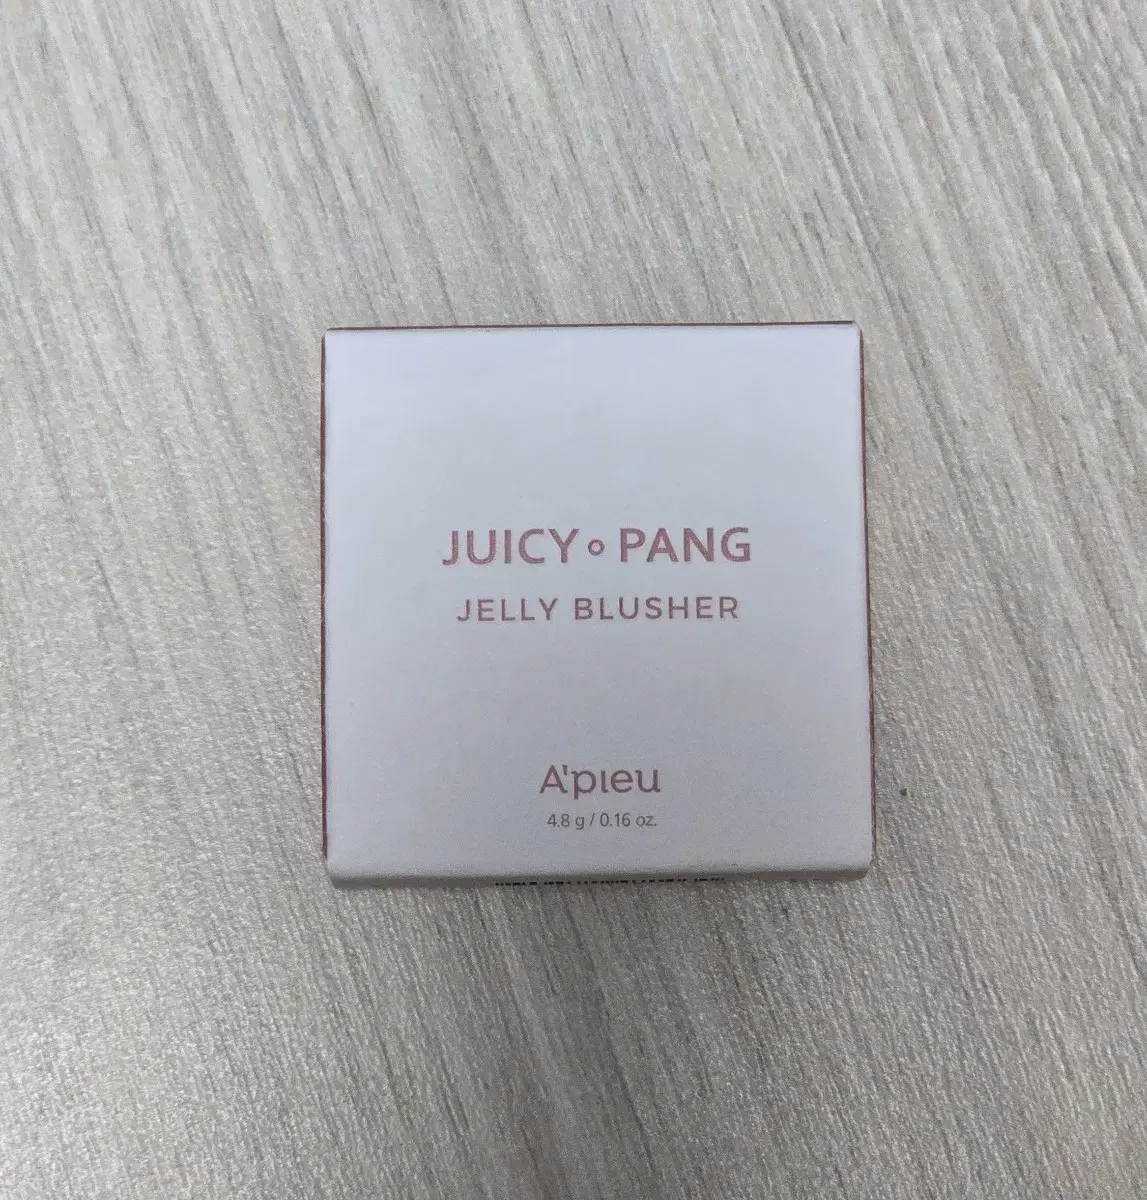 JUICY∘PANG
JELLY BLUSHER
A'pieu
4.8 g / 0.16 oz.